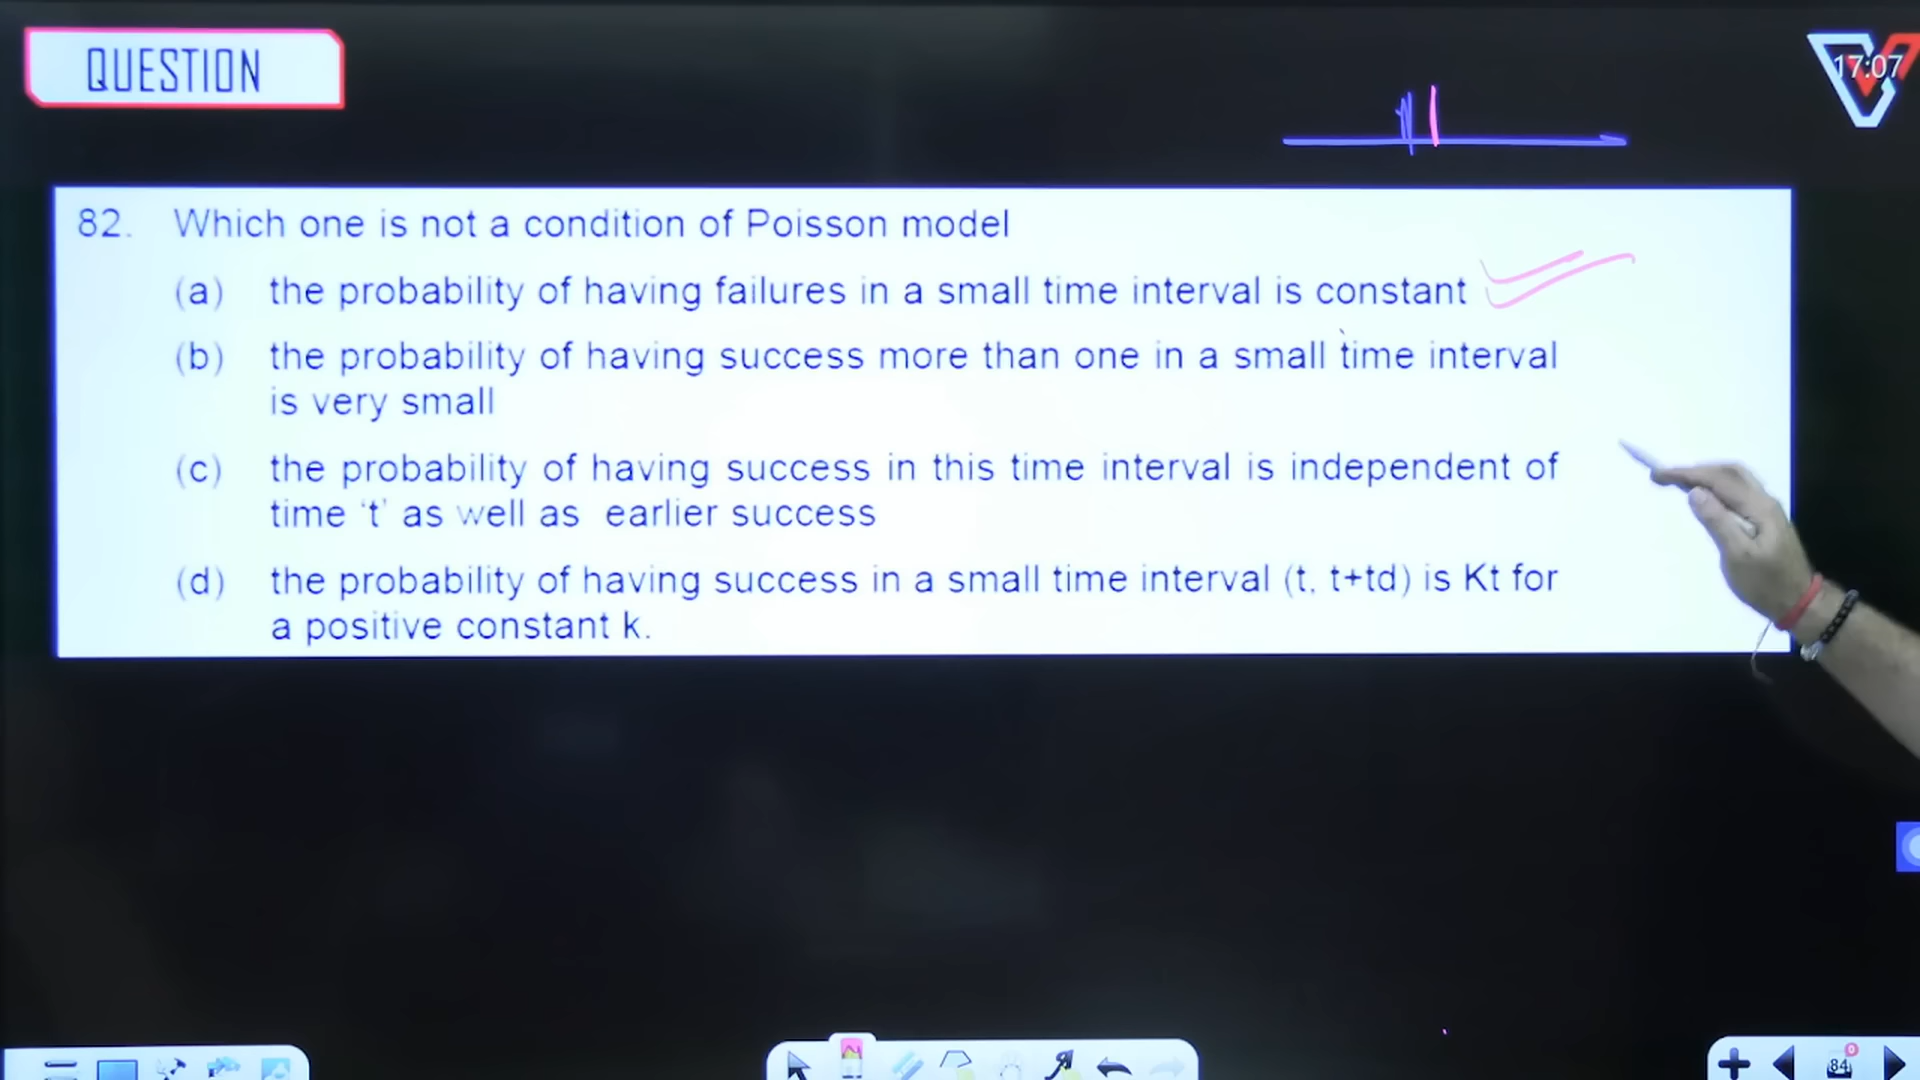 QUESTION
17:07
82. Which one is not a condition of Poisson model
(a) the probability of having failures in a small time interval is constant
(b) the probability of having success more than one in a small time interval
is very small
(c) the probability of having success in this time interval is independent of
time ‘t’ as well as earlier success
(d) the probability of having success in a small time interval (t, t+td) is Kt for
a positive constant k.
84
0